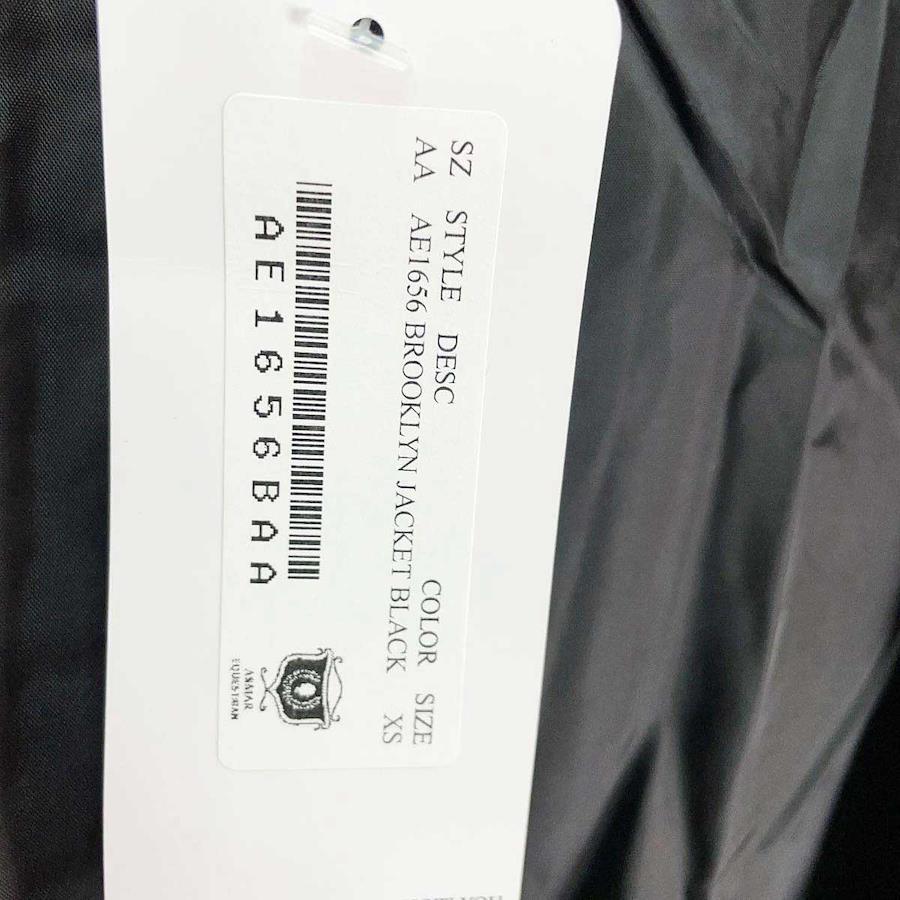 SZ STYLE DESC COLOR SIZE
AA AE1656 BROOKLYN JACKET BLACK XS
AE1656BAA
ASMAR
EQUESTRIAN